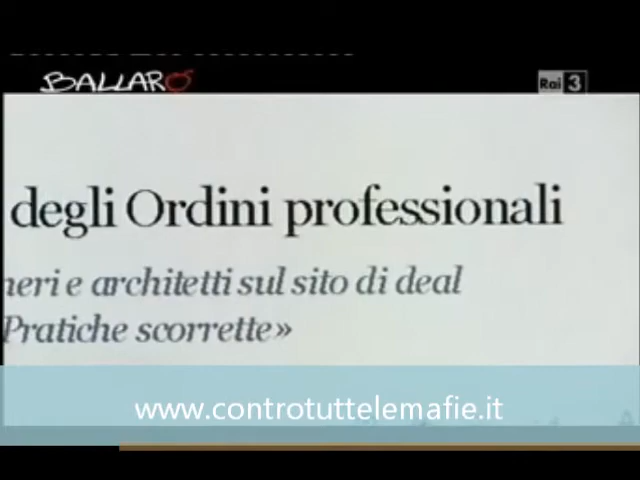 BALLARÒ
Rai 3
degli Ordini professionali
neri e architetti sul sito di deal
Pratiche scorrette»
www.controtuttelemafie.it